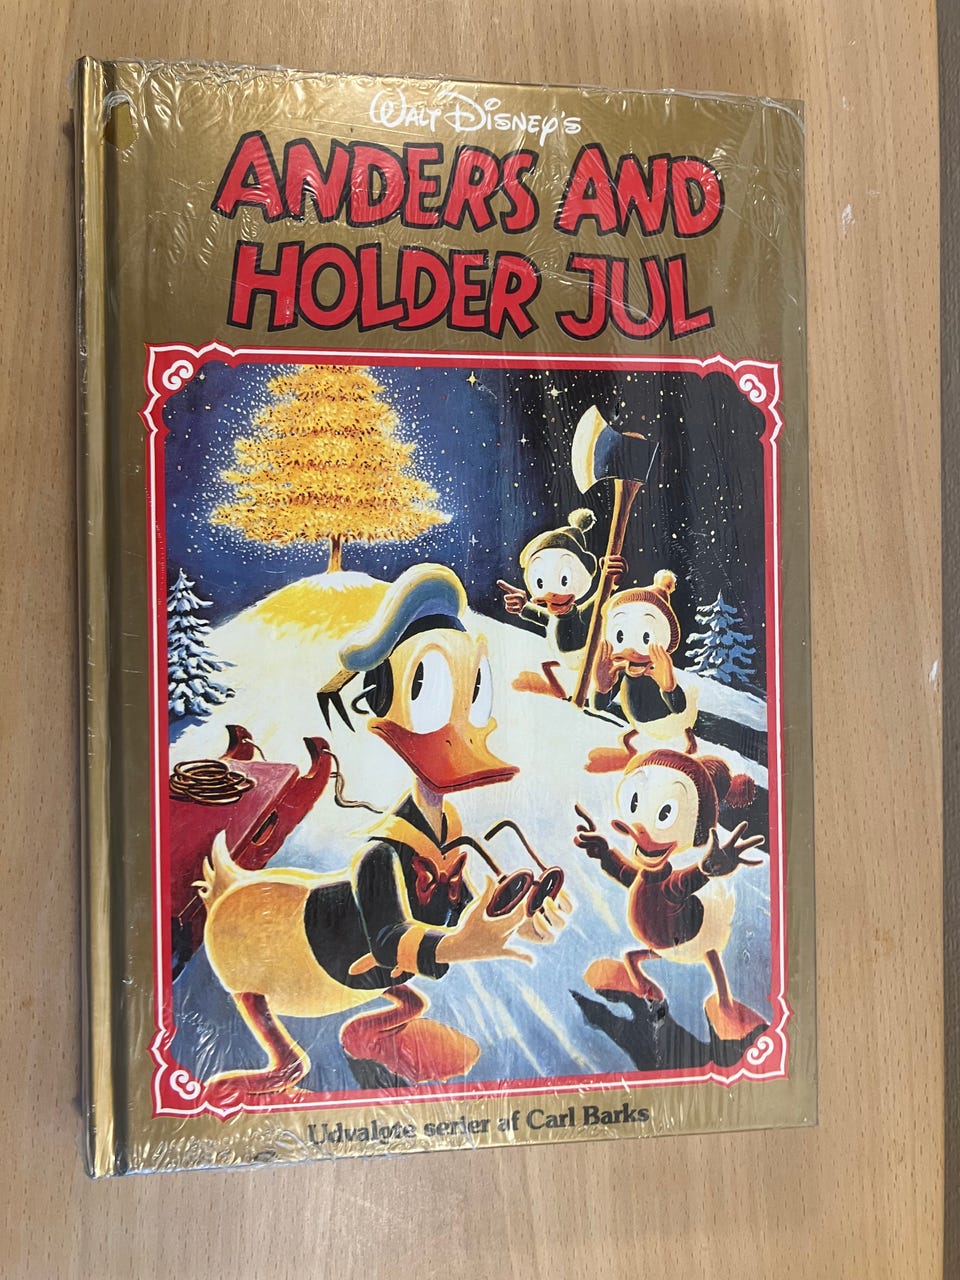 WALT DISNEY'S
ANDERS AND
HOLDER JUL
Udvalgte serier af Carl Barks